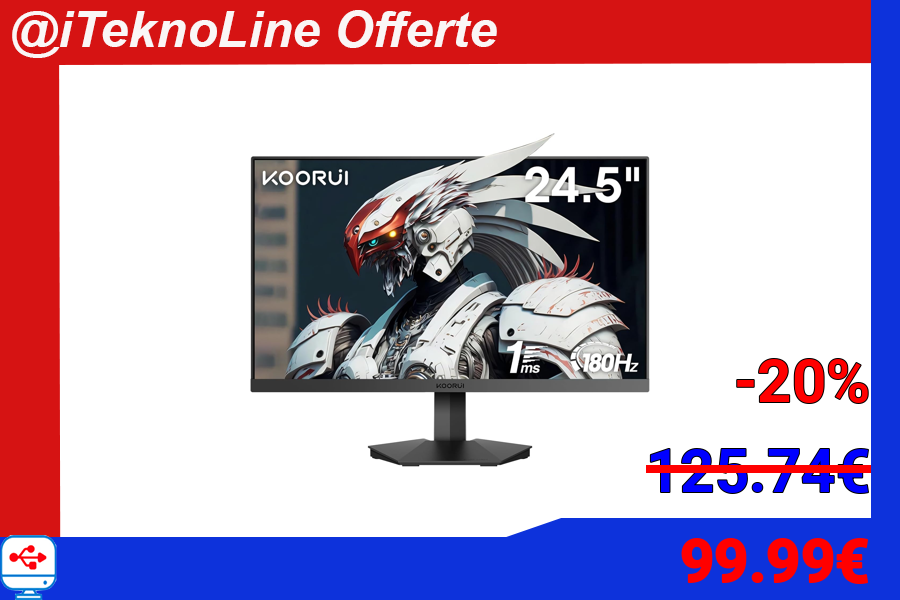 @iTeknoLine Offerte
KOORUI
24.5"
1ms
180Hz
KOORUI
-20%
125.74€
99.99€